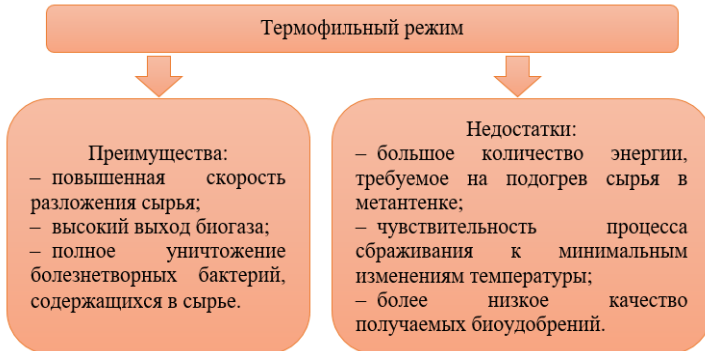 Термофильный режим
Преимущества:
– повышенная скорость
разложения сырья;
– высокий выход биогаза;
– полное уничтожение
болезнетворных бактерий,
содержащихся в сырье.
Недостатки:
– большое количество энергии,
требуемое на подогрев сырья в
метантенке;
– чувствительность процесса
сбраживания к минимальным
изменениям температуры;
– более низкое качество
получаемых биоудобрений.